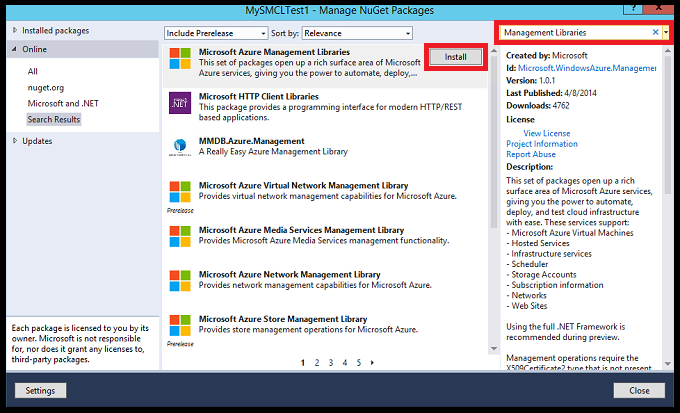 MySMCLTest1 - Manage NuGet Packages
?
Installed packages
Online
All
nuget.org
Microsoft and .NET
Search Results
Updates
Each package is licensed to you by its
owner. Microsoft is not responsible
for, nor does it grant any licenses to,
third-party packages.
Include Prerelease
Sort by: Relevance
Microsoft Azure Management Libraries
This set of packages open up a rich surface area of Microsoft
Azure services, giving you the power to automate, deploy,...
Install
.NET
Microsoft HTTP Client Libraries
This package provides a programming interface for modern HTTP/REST
based applications.
MMDB.Azure.Management
A Really Easy Azure Management Library
Microsoft Azure Virtual Network Management Library
Provides virtual network management capabilities for Microsoft Azure.
Prerelease
Microsoft Azure Media Services Management Library
Provides Microsoft Azure Media Services management functionality.
Microsoft Azure Network Management Library
Provides network management capabilities for Microsoft Azure.
Prerelease
Microsoft Azure Store Management Library
Provides store management operations for Microsoft Azure.
Prerelease
1 2 3 4 5
Management Libraries
Created by: Microsoft
Id: Microsoft.WindowsAzure.Managemer
Version: 1.0.1
Last Published: 4/8/2014
Downloads: 4762
License
View License
Project Information
Report Abuse
Description:
This set of packages open up a rich
surface area of Microsoft Azure services,
giving you the power to automate,
deploy, and test cloud infrastructure
with ease. These services support:
- Microsoft Azure Virtual Machines
- Hosted Services
- Infrastructure services
- Scheduler
- Storage Accounts
- Subscription information
- Networks
- Web Sites
Using the full .NET Framework is
recommended during preview.
Management operations require the
X509Certificate2 type that is not present
Settings
Close